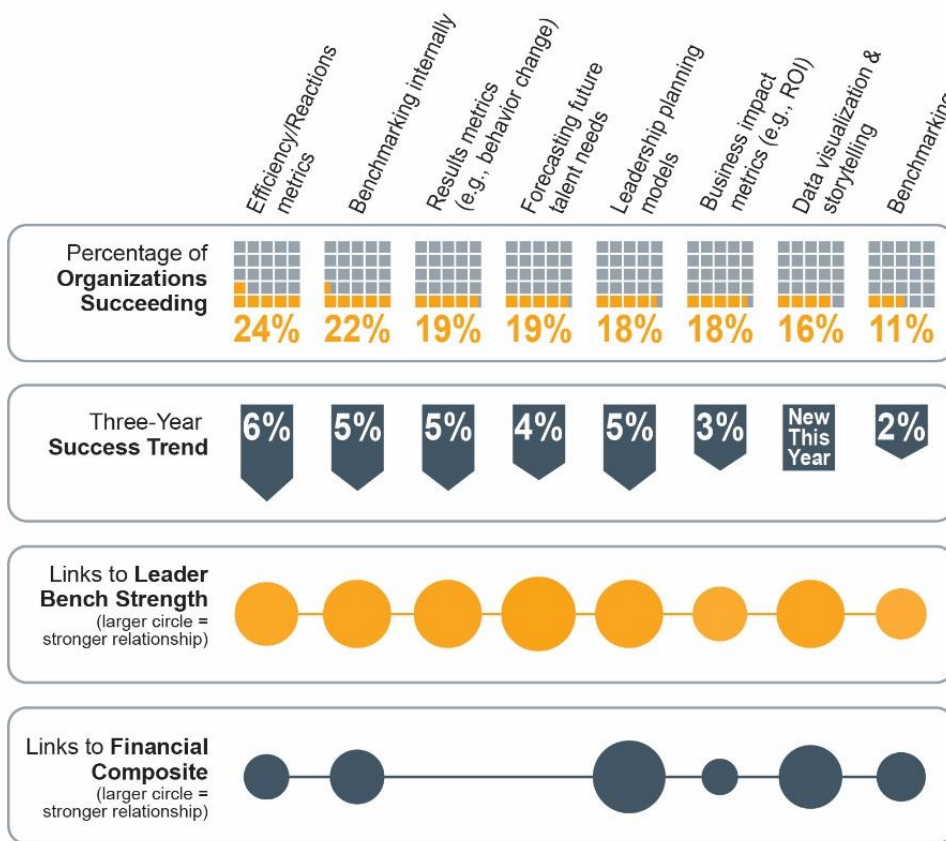 Efficiency/Reactions
metrics
Benchmarking internally
Results metrics
(e.g., behavior change)
Forecasting future
talent needs
Leadership planning
models
Business impact
metrics (e.g., ROI)
Data visualization &
storytelling
Benchmarking
Percentage of
Organizations
Succeeding
24% 22% 19% 19% 18% 18% 16% 11%
Three-Year
Success Trend
6% 5% 5% 4% 5% 3% New This Year 2%
Links to Leader
Bench Strength
(larger circle =
stronger relationship)
Links to Financial
Composite
(larger circle =
stronger relationship)